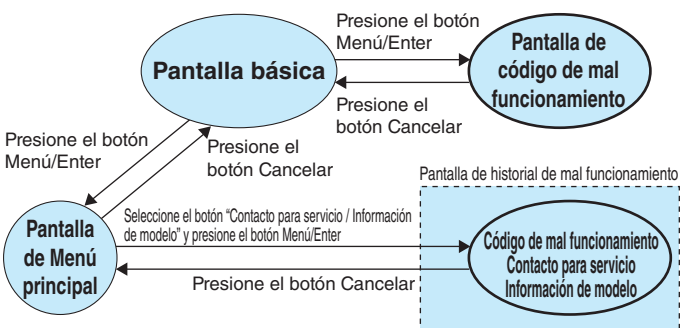 Presione el botón
Menú/Enter
Pantalla básica
Pantalla de
código de mal
funcionamiento
Presione el
botón Cancelar
Presione el botón
Menú/Enter
Presione el
botón Cancelar
Pantalla de historial de mal funcionamiento
Pantalla
de Menú
principal
Seleccione el botón “Contacto para servicio / Información
de modelo” y presione el botón Menú/Enter
Código de mal funcionamiento
Contacto para servicio
Información de modelo
Presione el botón Cancelar